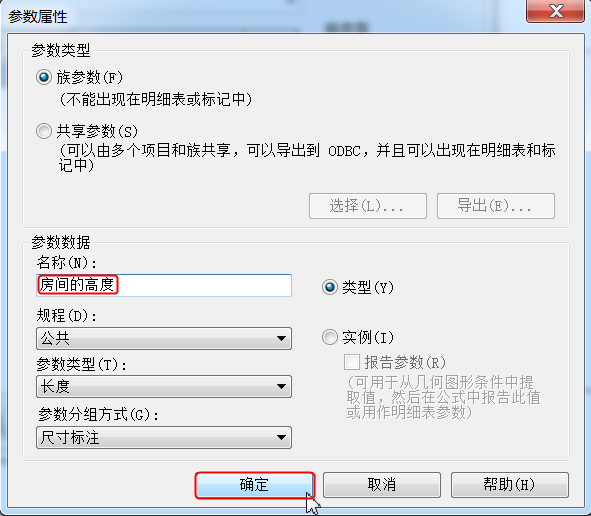 参数属性
参数类型
族参数(F)
(不能出现在明细表或标记中)
共享参数(S)
(可以由多个项目和族共享，可以导出到 ODBC，并且可以出现在明细表和标
记中)
选择(L)...
导出(E)...
参数数据
名称(N):
房间的高度
类型(Y)
规程(D):
公共
实例(I)
报告参数(R)
(可用于从几何图形条件中提
取值，然后在公式中报告此值
或用作明细表参数)
参数类型(T):
长度
参数分组方式(G):
尺寸标注
确定
取消
帮助(H)